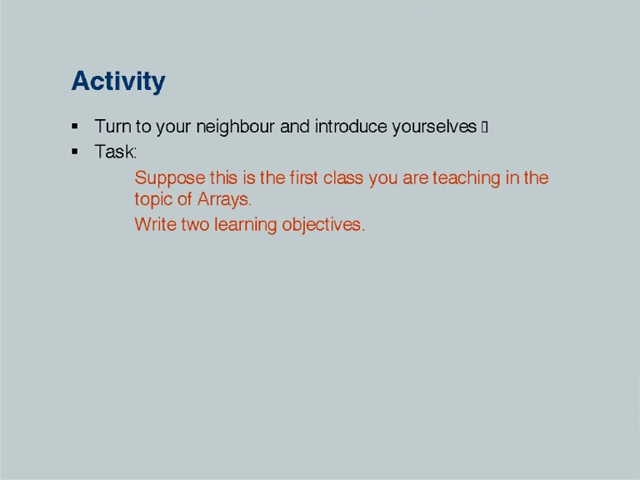 Activity
▪ Turn to your neighbour and introduce yourselves ▯
▪ Task:
Suppose this is the first class you are teaching in the
topic of Arrays.
Write two learning objectives.